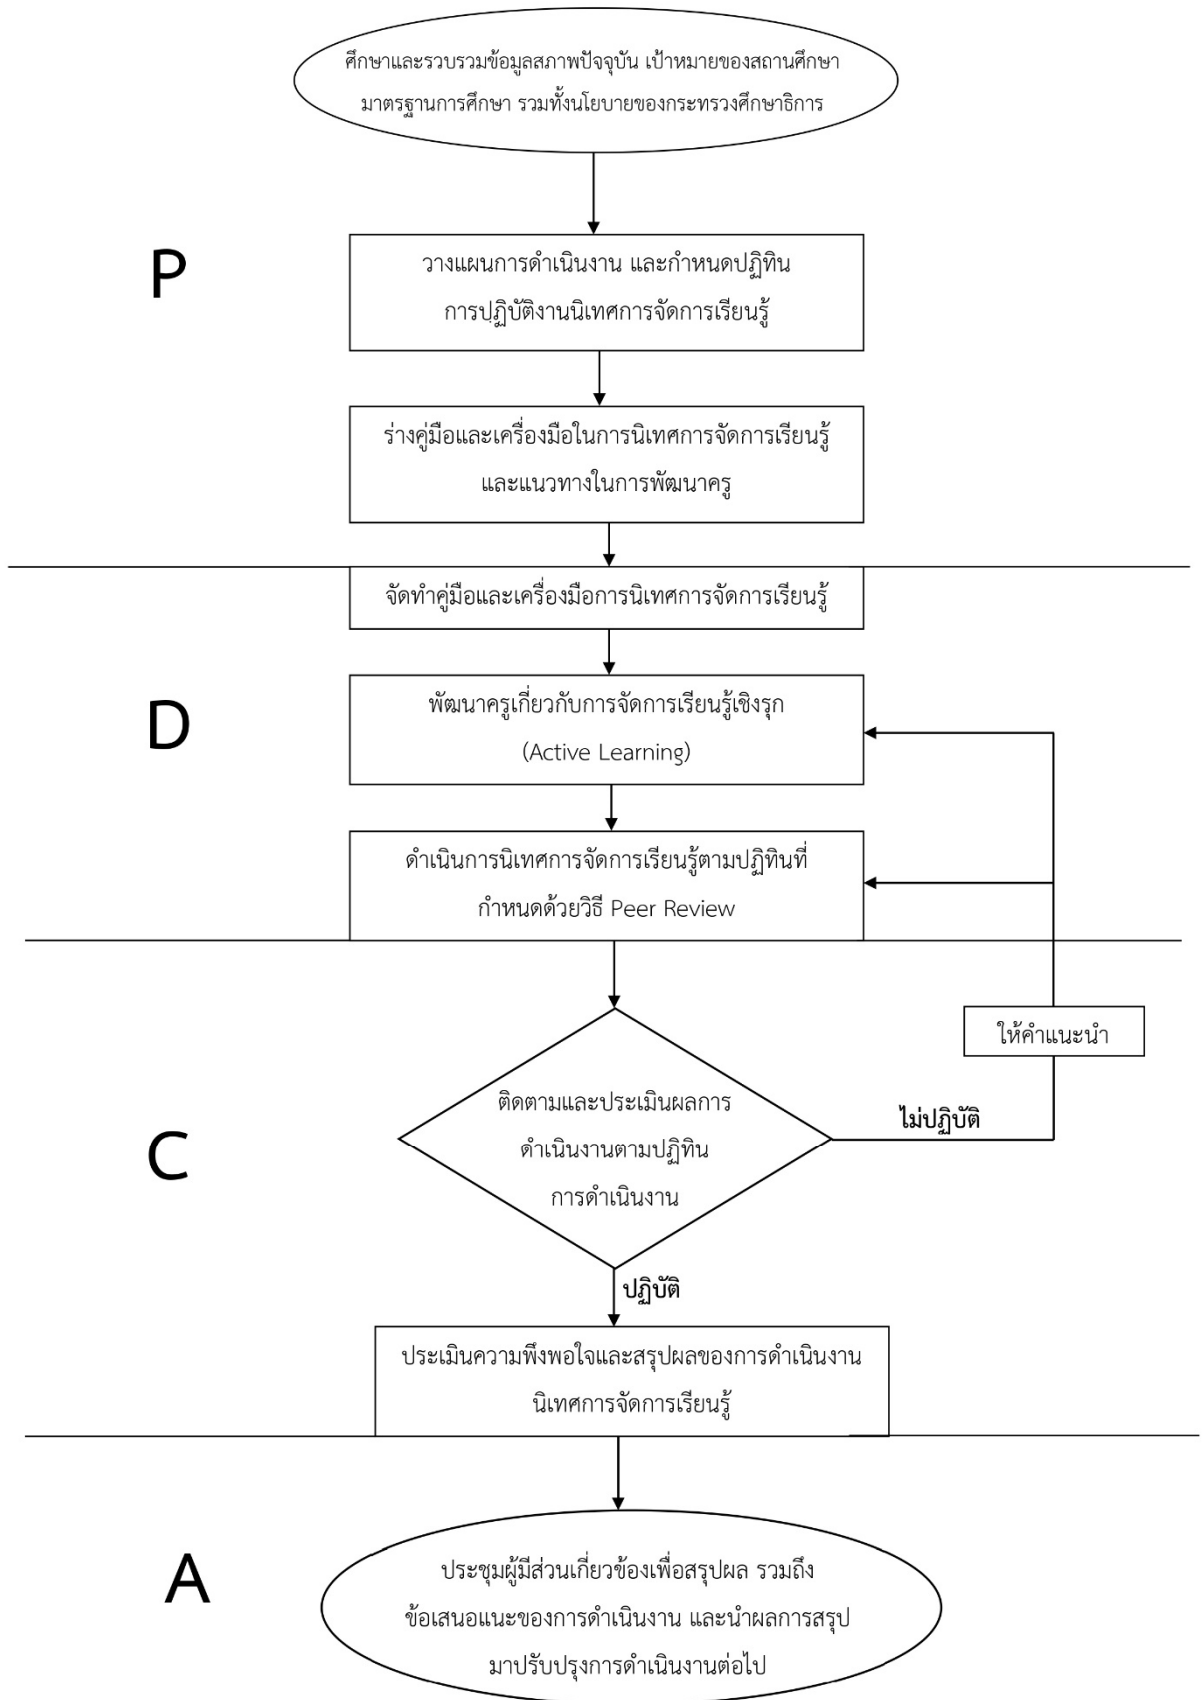 ศึกษาและรวบรวมข้อมูลสภาพปัจจุบัน เป้าหมายของสถานศึกษา
มาตรฐานการศึกษา รวมทั้งนโยบายของกระทรวงศึกษาธิการ
P
วางแผนการดำเนินงาน และกำหนดปฏิทิน
การปฏิบัติงานนิเทศการจัดการเรียนรู้
ร่างคู่มือและเครื่องมือในการนิเทศการจัดการเรียนรู้
และแนวทางในการพัฒนาครู
จัดทำคู่มือและเครื่องมือการนิเทศการจัดการเรียนรู้
D
พัฒนาครูเกี่ยวกับการจัดการเรียนรู้เชิงรุก
(Active Learning)
ดำเนินการนิเทศการจัดการเรียนรู้ตามปฏิทินที่
กำหนดด้วยวิธี Peer Review
ให้คำแนะนำ
C
ติดตามและประเมินผลการ
ดำเนินงานตามปฏิทิน
การดำเนินงาน
ไม่ปฏิบัติ
ปฏิบัติ
ประเมินความพึงพอใจและสรุปผลของการดำเนินงาน
นิเทศการจัดการเรียนรู้
A
ประชุมผู้มีส่วนเกี่ยวข้องเพื่อสรุปผล รวมถึง
ข้อเสนอแนะของการดำเนินงาน และนำผลการสรุป
มาปรับปรุงการดำเนินงานต่อไป